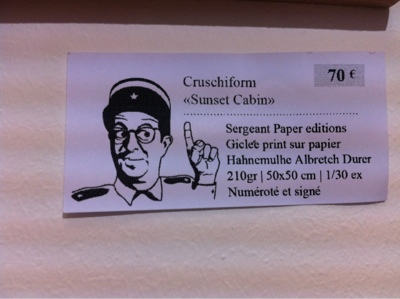 Cruschiform
70 €
«Sunset Cabin»
Sergeant Paper editions
Giclée print sur papier
Hahnemulhe Albretch Durer
210gr | 50x50 cm | 1/30 ex
Numéroté et signé